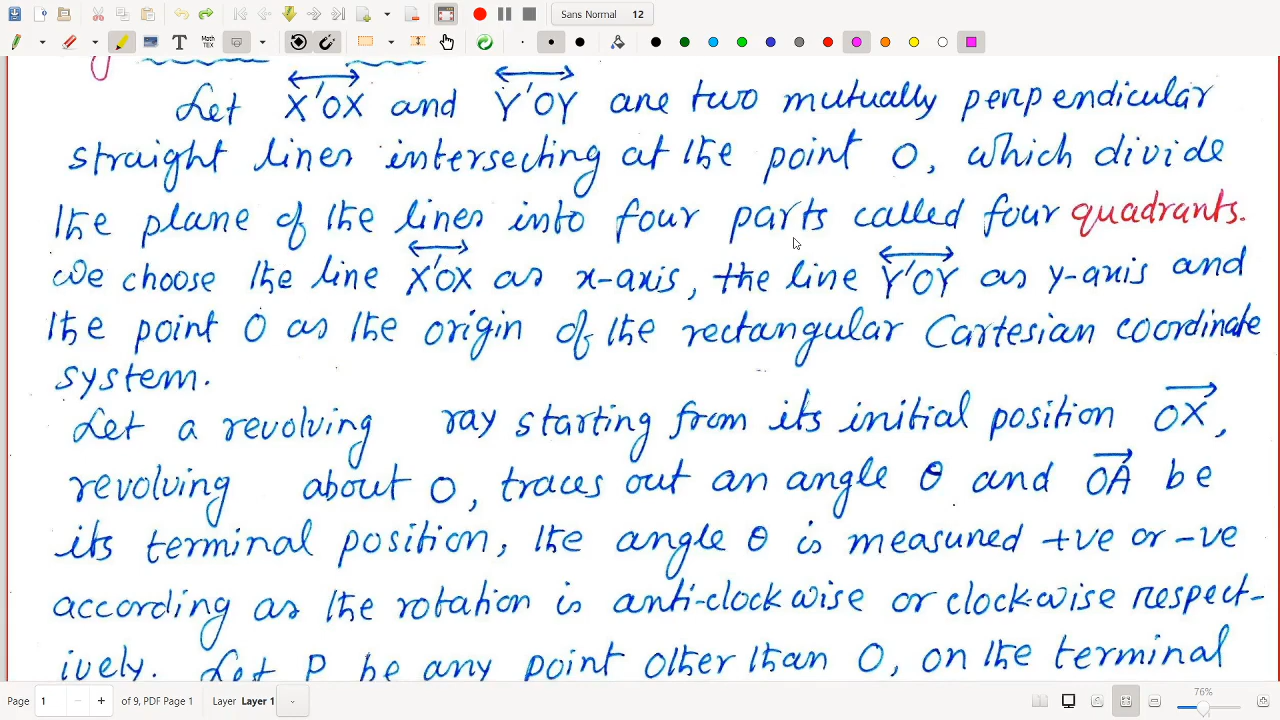 Sans Normal 12
MATH TEX
Let X'OX and Y'OY are two mutually perpendicular
straight lines intersecting at the point O, which divide
the plane of the lines into four parts called four quadrants.
We choose the line X'OX as x-axis, the line Y'OY as y-axis and
the point O as the origin of the rectangular Cartesian coordinate
system.
Let a revolving ray starting from its initial position OX,
revolving about O, traces out an angle θ and OA be
its terminal position, the angle θ is measured +ve or -ve
according as the rotation is anti-clockwise or clock-wise respect-
ively. Let P be any point other than O, on the terminal
Page 1 of 9, PDF Page 1 Layer Layer 1 76%